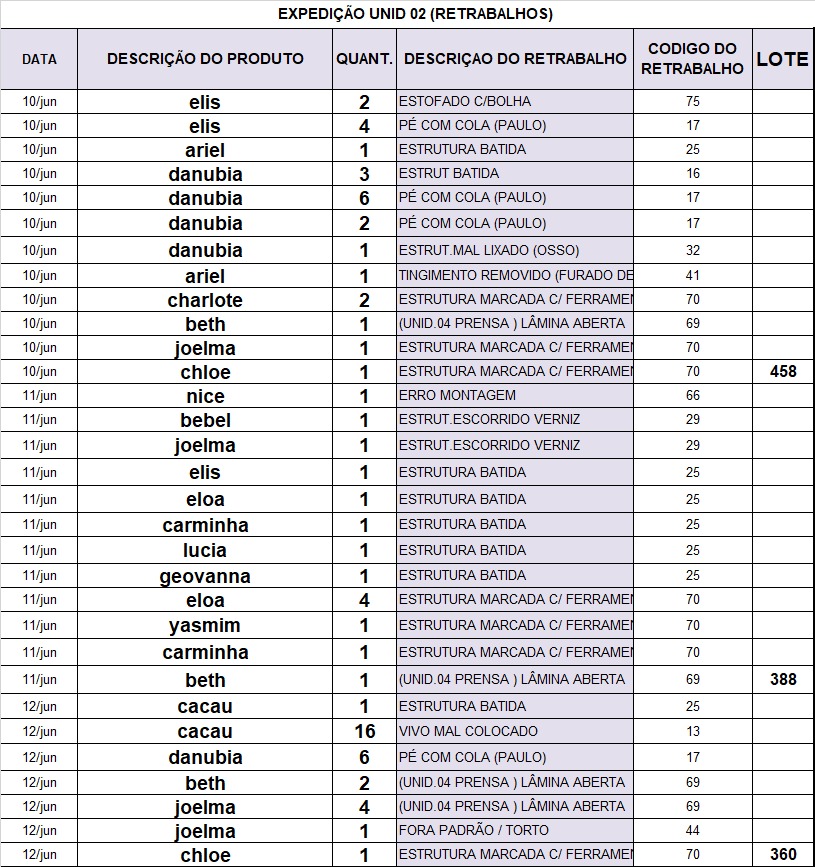 EXPEDIÇÃO UNID 02 (RETRABALHOS)
DATA DESCRIÇÃO DO PRODUTO QUANT. DESCRIÇAO DO RETRABALHO CODIGO DO RETRABALHO LOTE
10/jun elis 2 ESTOFADO C/BOLHA 75
10/jun elis 4 PÉ COM COLA (PAULO) 17
10/jun ariel 1 ESTRUTURA BATIDA 25
10/jun danubia 3 ESTRUT BATIDA 16
10/jun danubia 6 PÉ COM COLA (PAULO) 17
10/jun danubia 2 PÉ COM COLA (PAULO) 17
10/jun danubia 1 ESTRUT.MAL LIXADO (OSSO) 32
10/jun ariel 1 TINGIMENTO REMOVIDO (FURADO DE 41
10/jun charlote 2 ESTRUTURA MARCADA C/ FERRAMEN 70
10/jun beth 1 (UNID.04 PRENSA ) LÂMINA ABERTA 69
10/jun joelma 1 ESTRUTURA MARCADA C/ FERRAMEN 70
10/jun chloe 1 ESTRUTURA MARCADA C/ FERRAMEN 70 458
11/jun nice 1 ERRO MONTAGEM 66
11/jun bebel 1 ESTRUT.ESCORRIDO VERNIZ 29
11/jun joelma 1 ESTRUT.ESCORRIDO VERNIZ 29
11/jun elis 1 ESTRUTURA BATIDA 25
11/jun eloa 1 ESTRUTURA BATIDA 25
11/jun carminha 1 ESTRUTURA BATIDA 25
11/jun lucia 1 ESTRUTURA BATIDA 25
11/jun geovanna 1 ESTRUTURA BATIDA 25
11/jun eloa 4 ESTRUTURA MARCADA C/ FERRAMEN 70
11/jun yasmim 1 ESTRUTURA MARCADA C/ FERRAMEN 70
11/jun carminha 1 ESTRUTURA MARCADA C/ FERRAMEN 70
11/jun beth 1 (UNID.04 PRENSA ) LÂMINA ABERTA 69 388
12/jun cacau 1 ESTRUTURA BATIDA 25
12/jun cacau 16 VIVO MAL COLOCADO 13
12/jun danubia 6 PÉ COM COLA (PAULO) 17
12/jun beth 2 (UNID.04 PRENSA ) LÂMINA ABERTA 69
12/jun joelma 4 (UNID.04 PRENSA ) LÂMINA ABERTA 69
12/jun joelma 1 FORA PADRÃO / TORTO 44
12/jun chloe 1 ESTRUTURA MARCADA C/ FERRAMEN 70 360